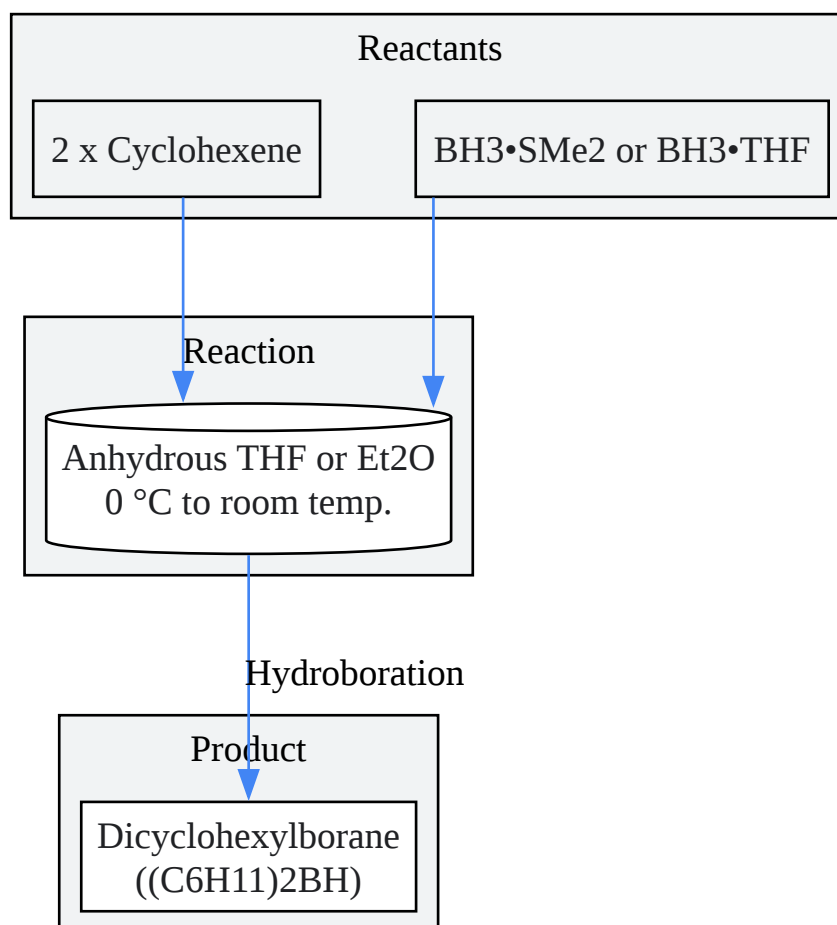 Reactants
2 x Cyclohexene
BH3•SMe2 or BH3•THF
Reaction
Anhydrous THF or Et2O
0 °C to room temp.
Hydroboration
Product
Dicyclohexylborane
((C6H11)2BH)